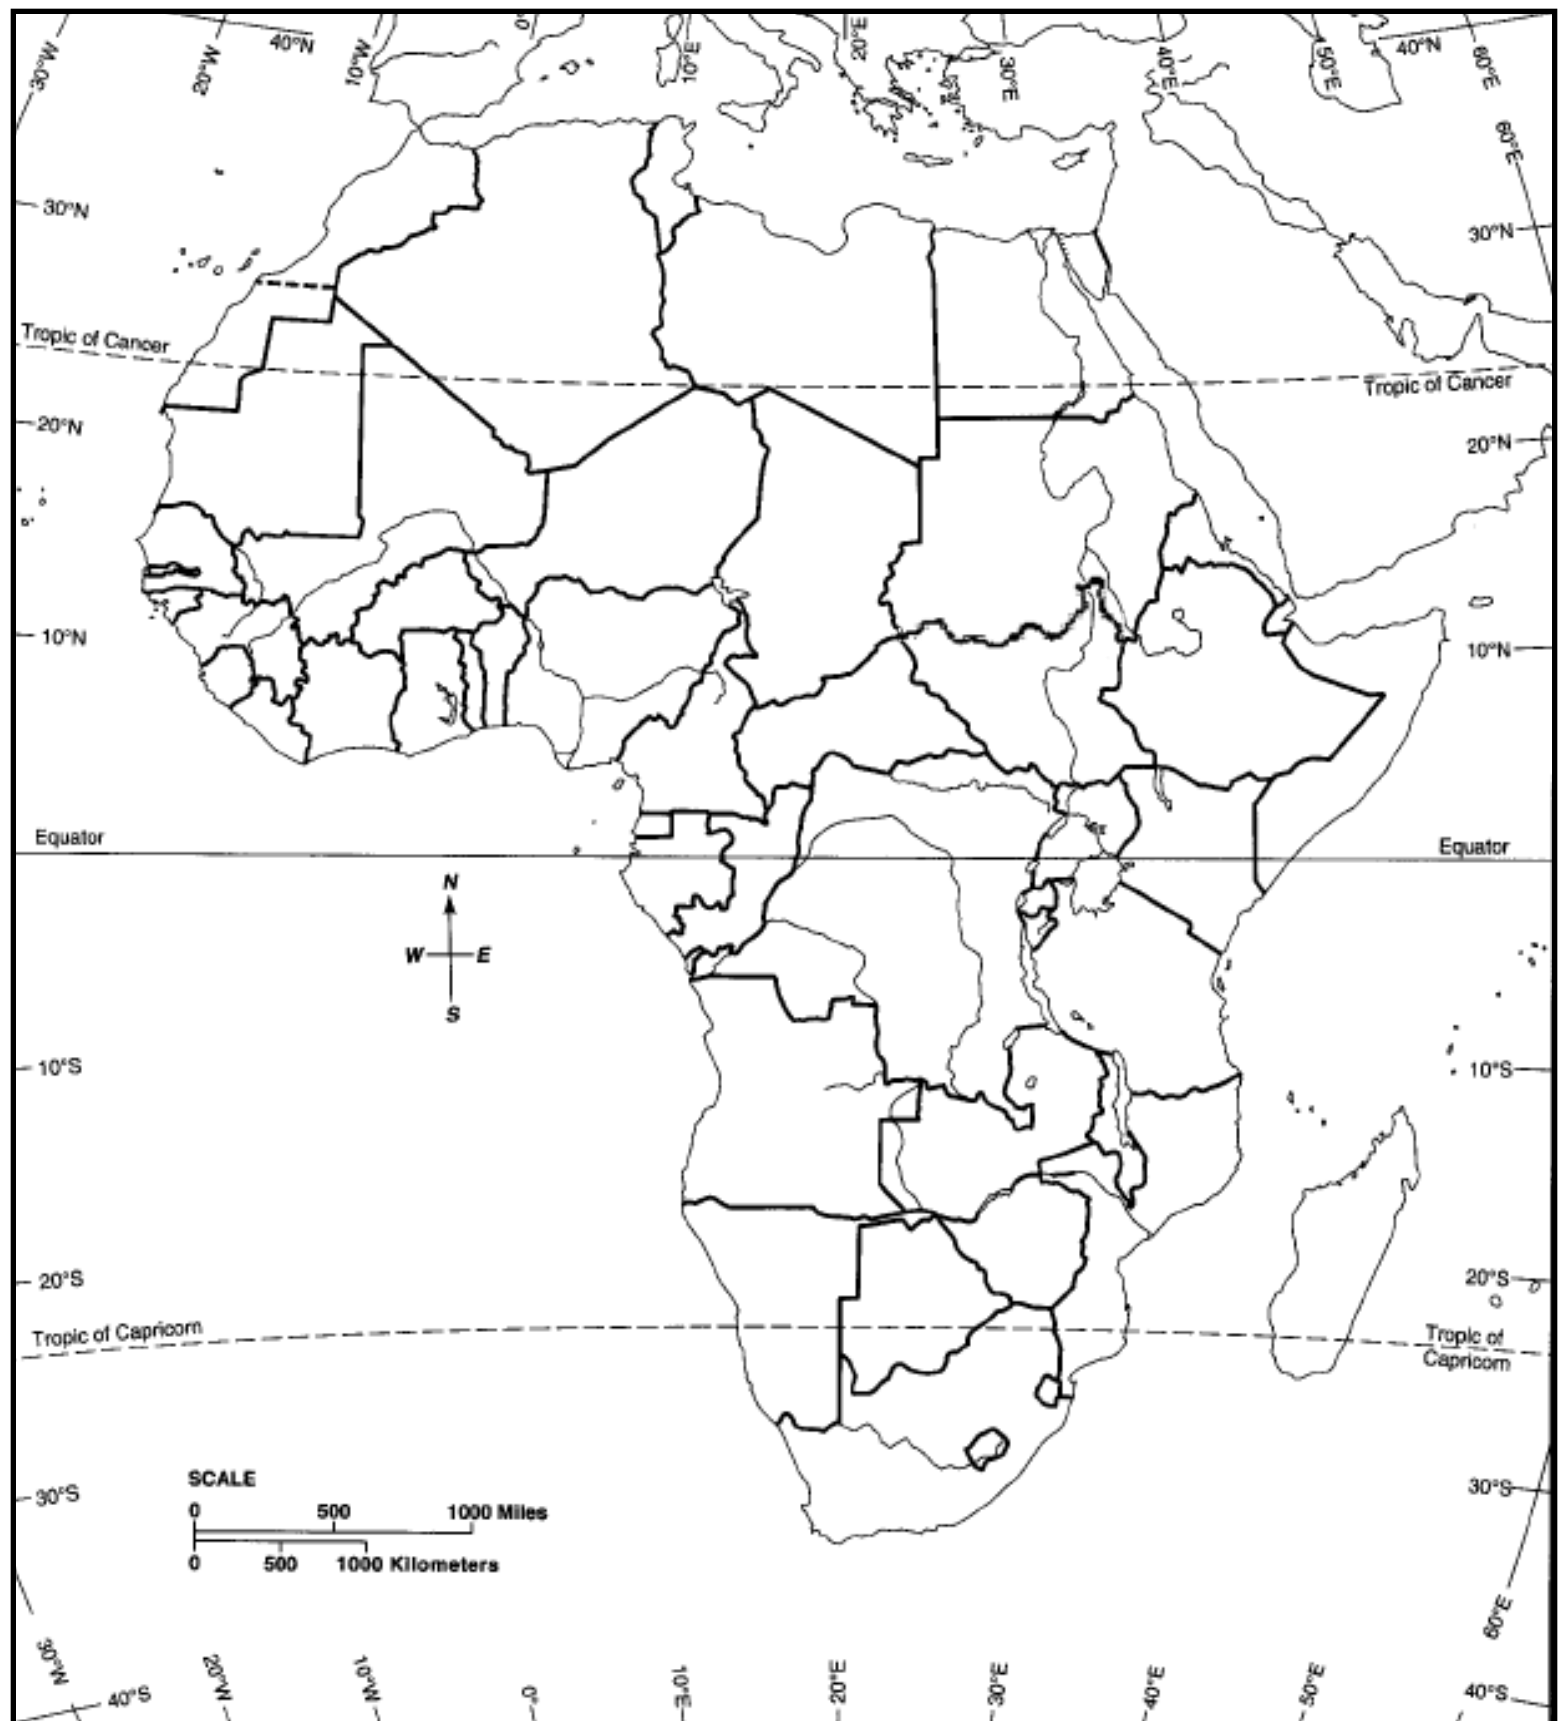 30°W
20°W
40°N
10°W
0°
10°E
20°E
30°E
40°E
50°E
40°N
60°E
60°E
30°N
30°N
Tropic of Cancer
Tropic of Cancer
20°N
20°N
10°N
10°N
Equator
Equator
N
W E
S
10°S
10°S
20°S
20°S
Tropic of Capricorn
Tropic of
Capricorn
SCALE
0 500 1000 Miles
0 500 1000 Kilometers
30°S
30°S
60°E
30°W
40°S
20°W
10°W
0°
10°E
20°E
30°E
40°E
50°E
40°S